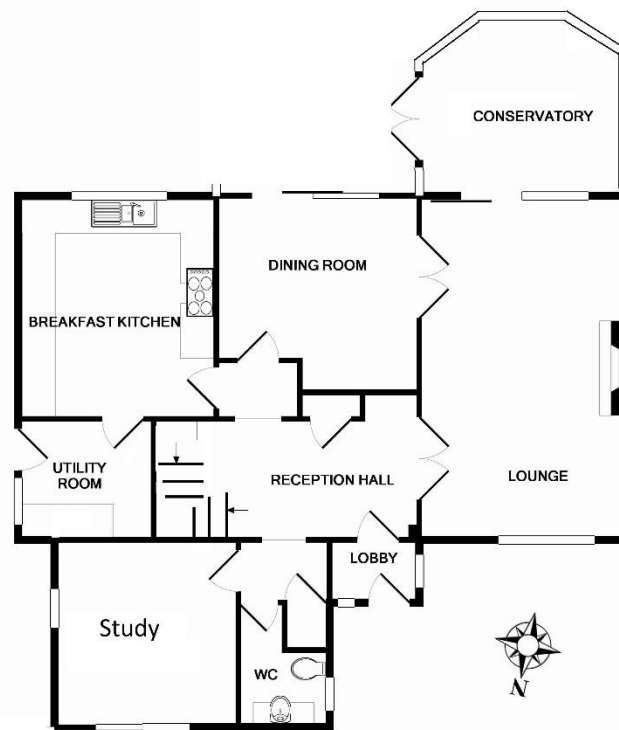 CONSERVATORY
DINING ROOM
BREAKFAST KITCHEN
UTILITY
ROOM
RECEPTION HALL
LOUNGE
LOBBY
Study
WC
N